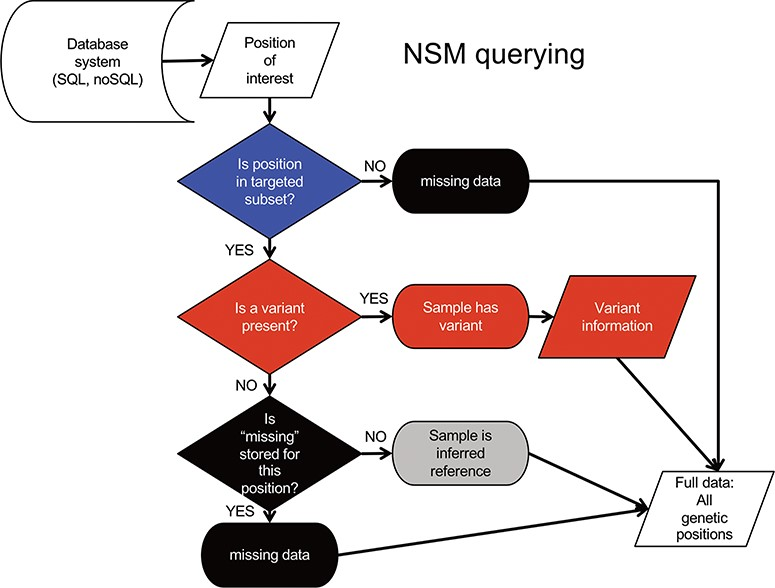 NSM querying
Database
system
(SQL, noSQL)
Position
of
interest
Is position
in targeted
subset?
NO
missing data
YES
Is a variant
present?
YES
Sample has
variant
Variant
information
NO
Is
“missing”
stored for
this
position?
NO
Sample is
inferred
reference
Full data:
All
genetic
positions
YES
missing data